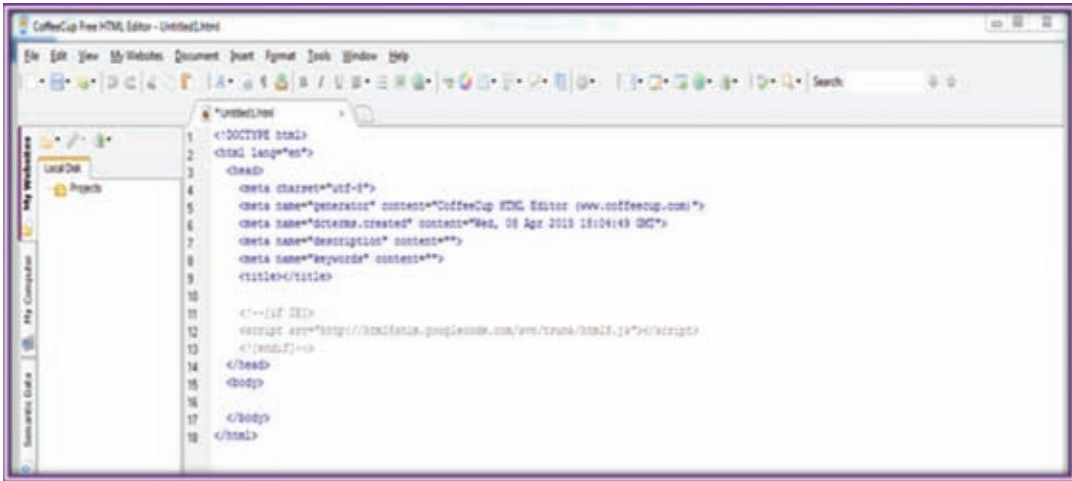 CoffeeCup Free HTML Editor - Untitled1.html
File Edit View My Websites Document Insert Format Tools Window Help
Search:
*Untitled1.html
My Websites
My Computer
Semantic Data
Local Disk
Projects
1 <!DOCTYPE html>
2 <html lang="en">
3 <head>
4 <meta charset="utf-8">
5 <meta name="generator" content="CoffeeCup HTML Editor (www.coffeecup.com)">
6 <meta name="dcterms.created" content="Wed, 08 Apr 2015 18:04:49 GMT">
7 <meta name="description" content="">
8 <meta name="keywords" content="">
9 <title></title>
10
11 <!--[if IE]>
12 <script src="http://html5shim.googlecode.com/svn/trunk/html5.js"></script>
13 <![endif]-->
14 </head>
15 <body>
16
17 </body>
18 </html>